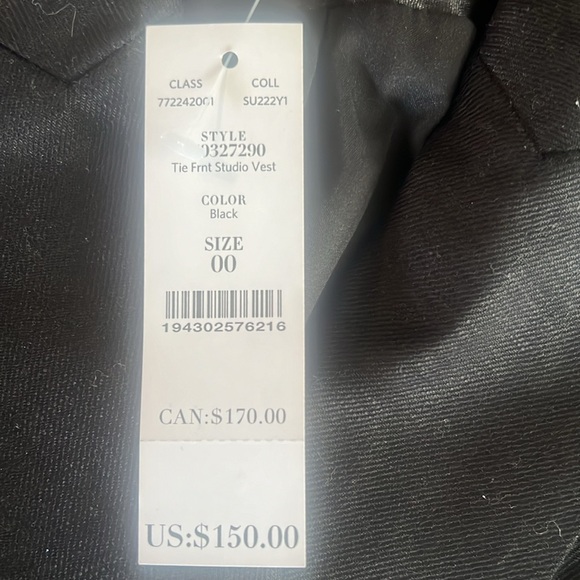 CLASS COLL
772242001 SU222Y1
STYLE
0327290
Tie Frnt Studio Vest
COLOR
Black
SIZE
00
194302576216
CAN:$170.00
US:$150.00